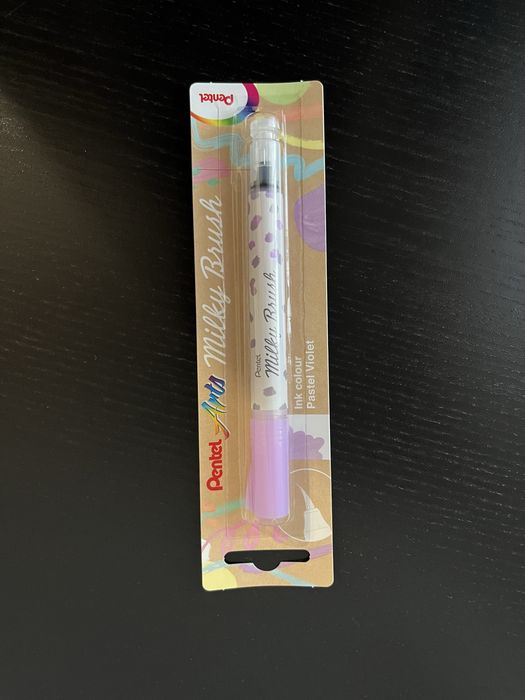 Pentel
Pentel Arts Milky Brush
Pentel
Milky Brush
Ink colour
Pastel Violet